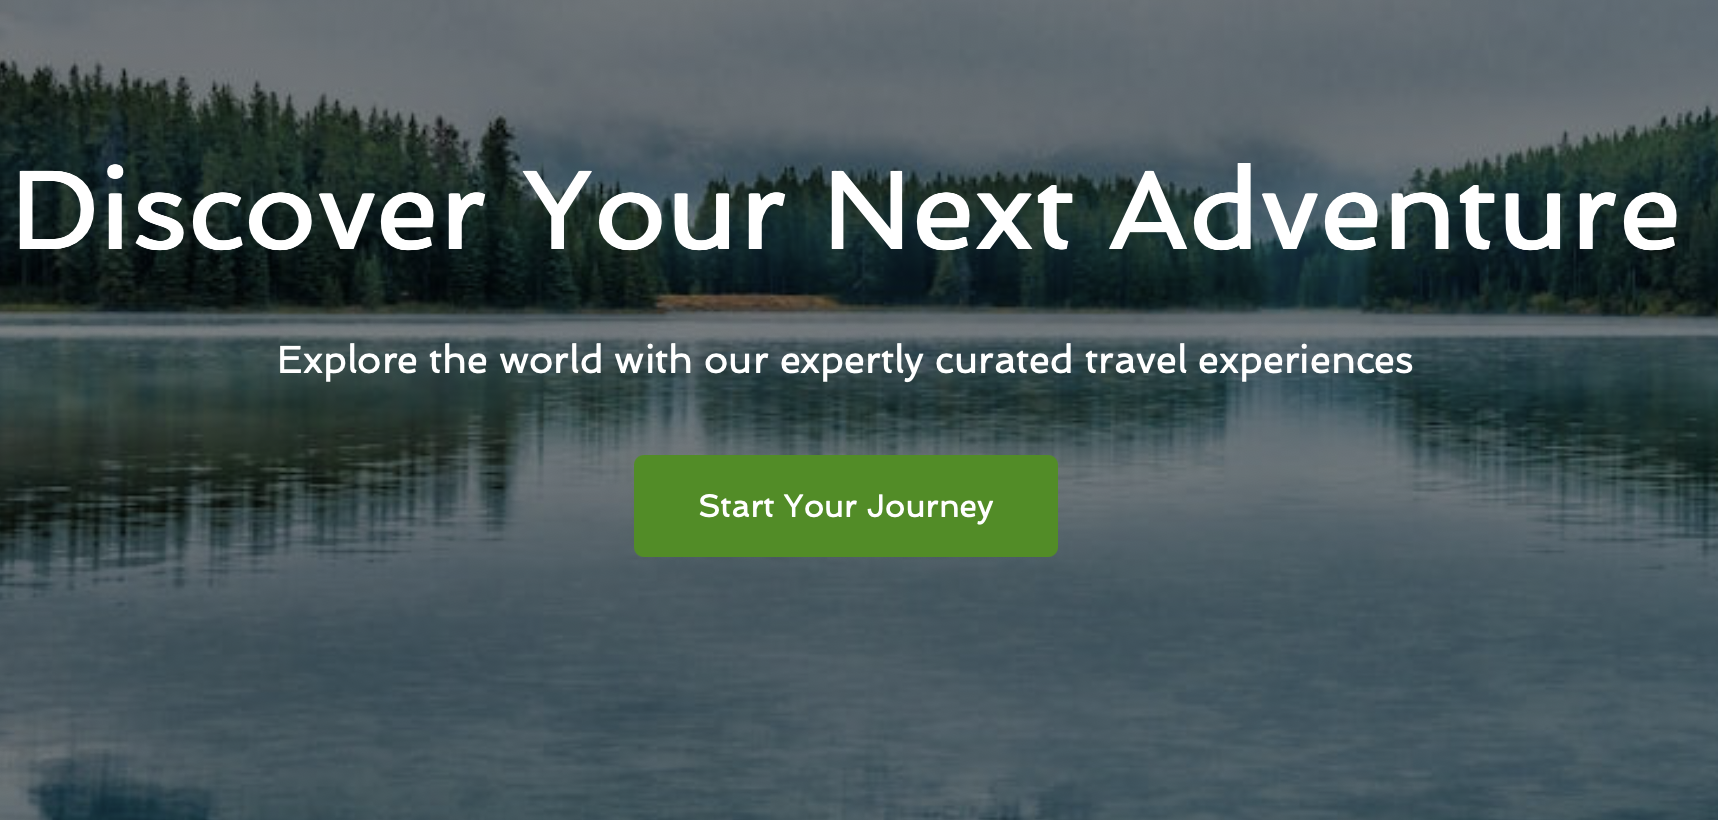 Discover Your Next Adventure
Explore the world with our expertly curated travel experiences
Start Your Journey